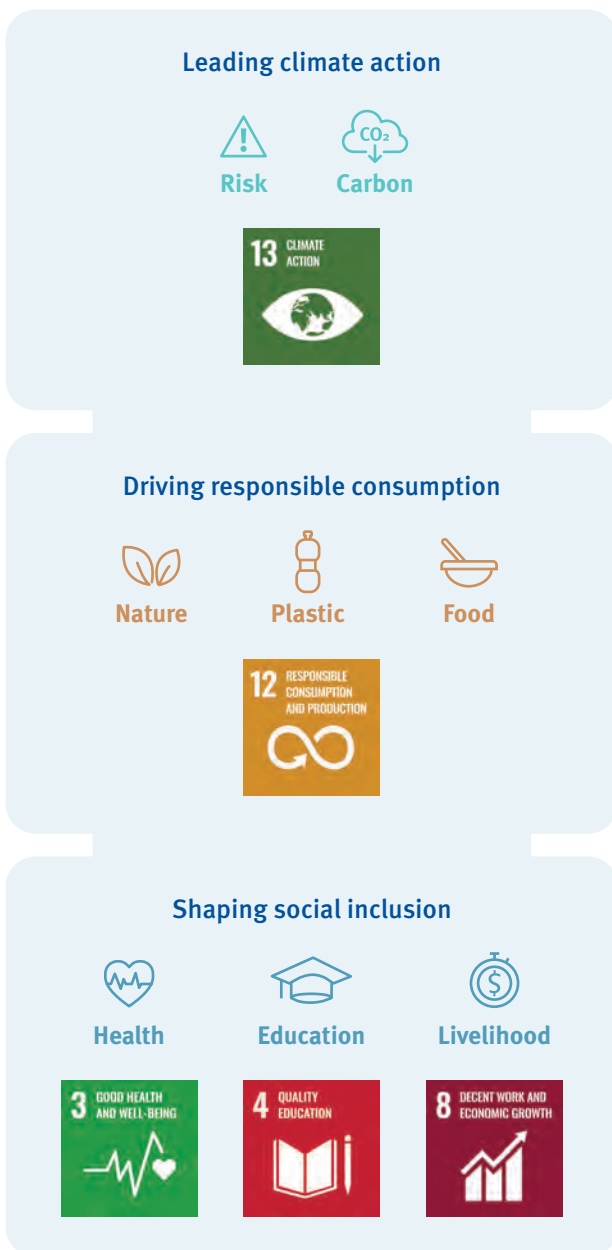 Leading climate action
CO₂
Risk
Carbon
13 CLIMATE
ACTION
Driving responsible consumption
Nature
Plastic
Food
12 RESPONSIBLE
CONSUMPTION
AND PRODUCTION
Shaping social inclusion
$
Health
Education
Livelihood
3 GOOD HEALTH
AND WELL-BEING
4 QUALITY
EDUCATION
8 DECENT WORK AND
ECONOMIC GROWTH